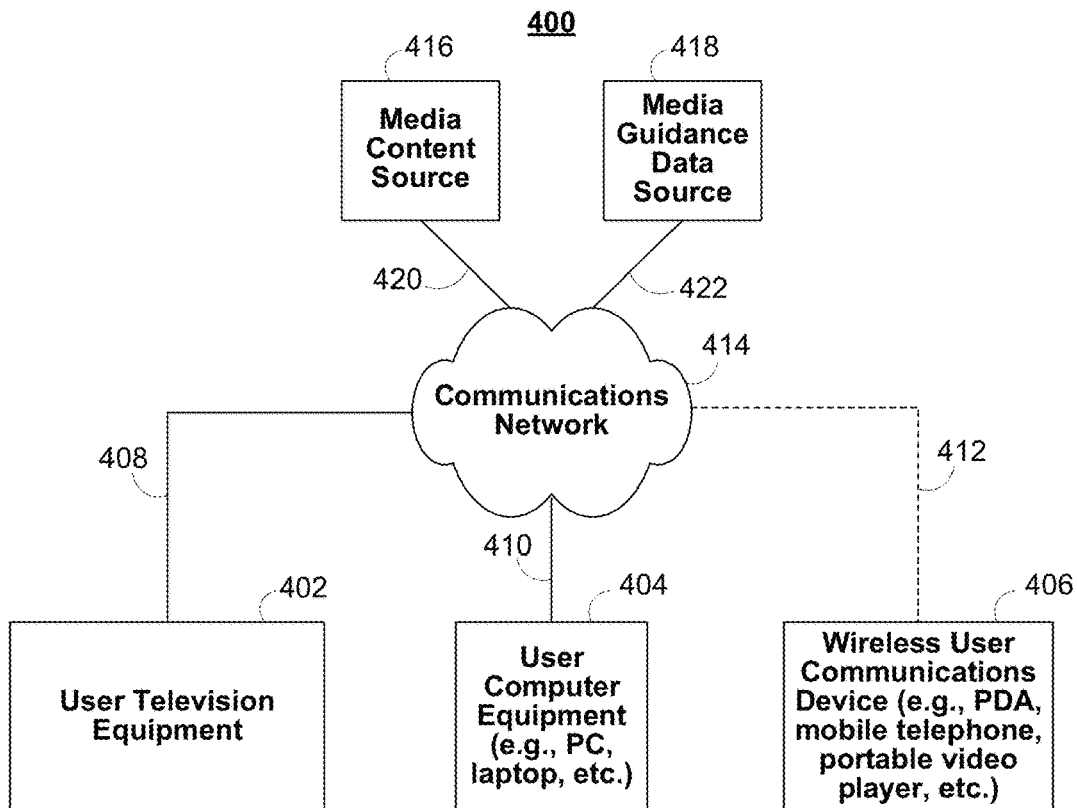 400
416
418
Media
Content
Source
Media
Guidance
Data
Source
420
422
414
Communications
Network
408
412
410
402
404
406
User Television
Equipment
User
Computer
Equipment
(e.g., PC,
laptop, etc.)
Wireless User
Communications
Device (e.g., PDA,
mobile telephone,
portable video
player, etc.)